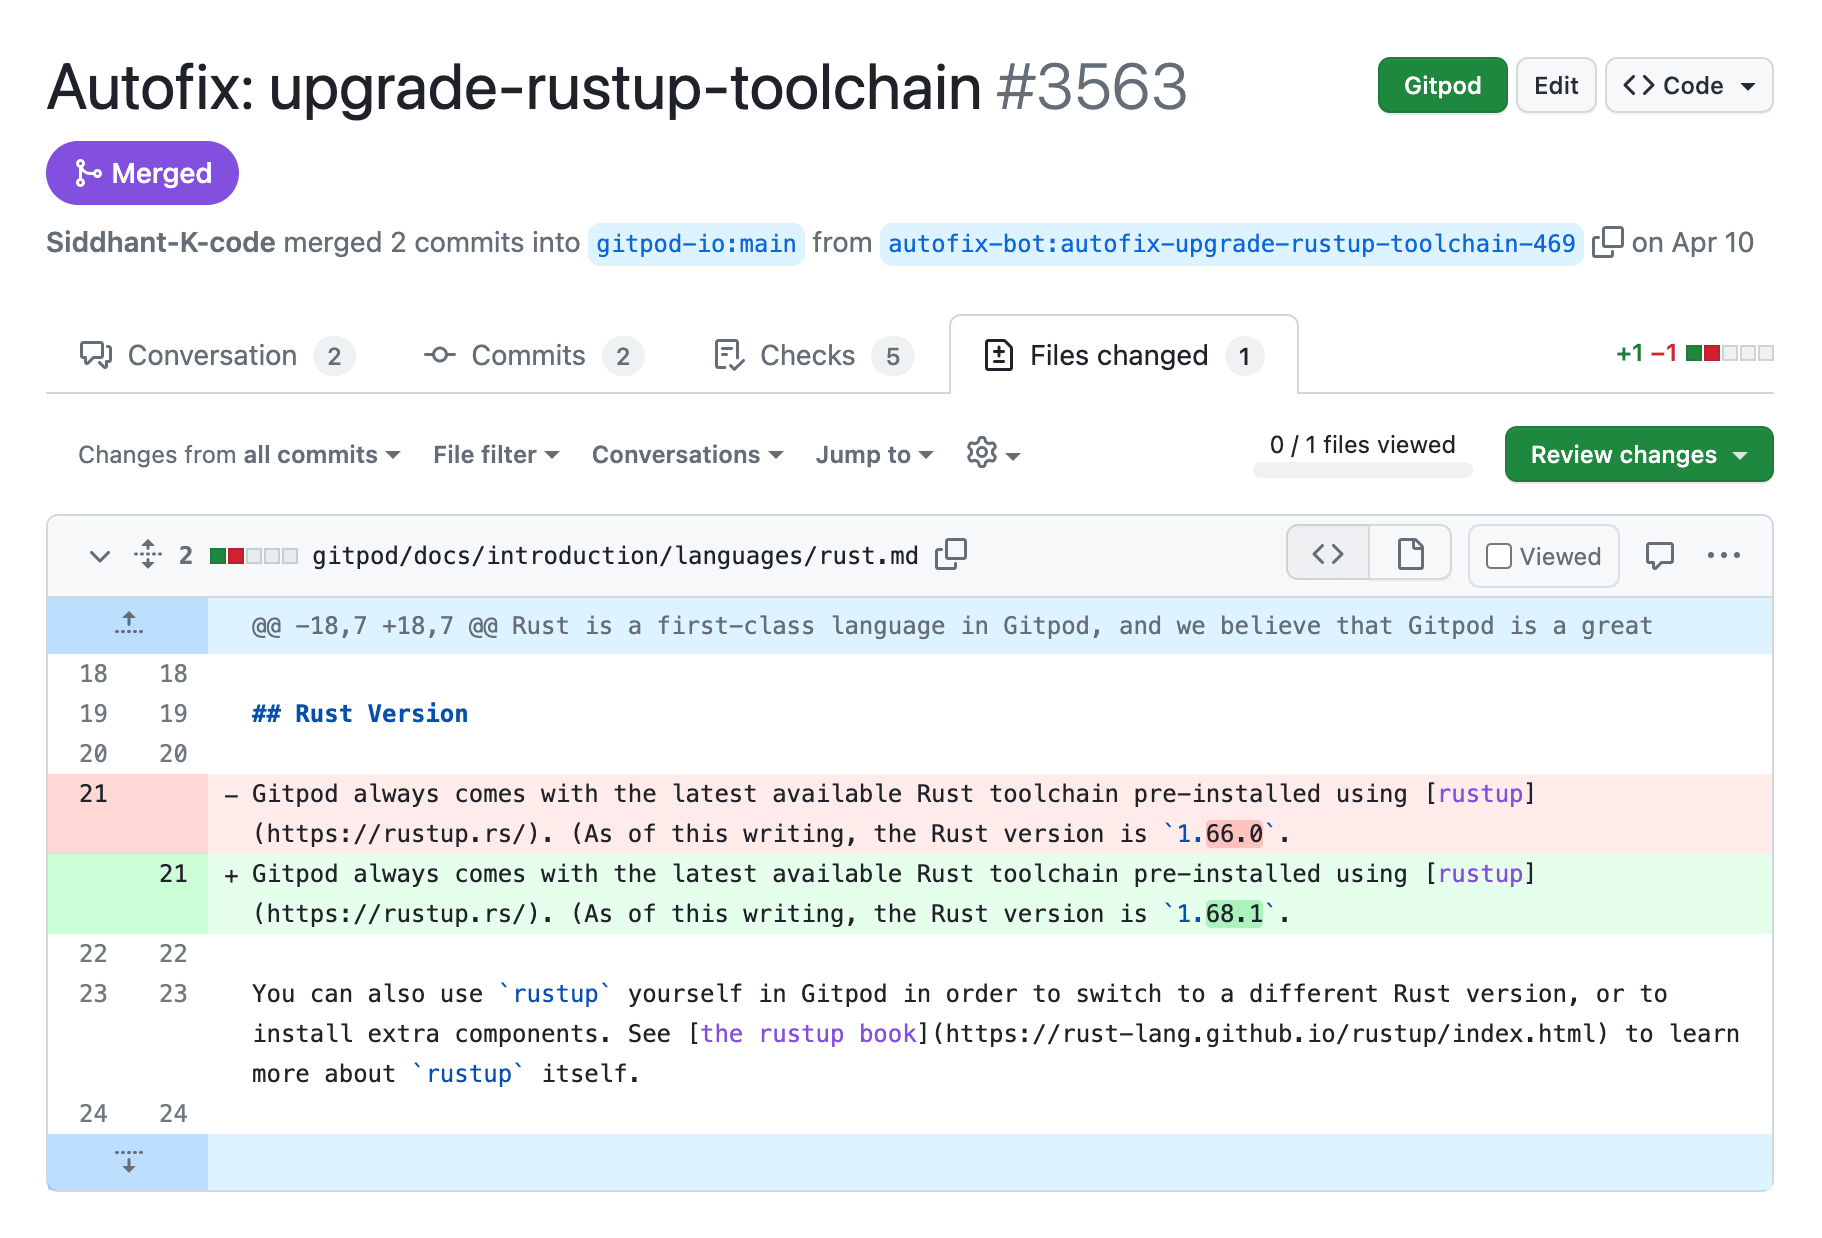 Autofix: upgrade-rustup-toolchain #3563
Gitpod
Edit
<> Code
Merged
Siddhant-K-code merged 2 commits into gitpod-io:main from autofix-bot:autofix-upgrade-rustup-toolchain-469 on Apr 10
Conversation 2
Commits 2
Checks 5
Files changed 1
+1 −1
Changes from all commits
File filter
Conversations
Jump to
0 / 1 files viewed
Review changes
2 gitpod/docs/introduction/languages/rust.md
Viewed
@@ −18,7 +18,7 @@ Rust is a first−class language in Gitpod, and we believe that Gitpod is a great
18 18
19 19 ## Rust Version
20 20
21 − Gitpod always comes with the latest available Rust toolchain pre−installed using [rustup]
(https://rustup.rs/). (As of this writing, the Rust version is `1.66.0`.
21 + Gitpod always comes with the latest available Rust toolchain pre−installed using [rustup]
(https://rustup.rs/). (As of this writing, the Rust version is `1.68.1`.
22 22
23 23 You can also use `rustup` yourself in Gitpod in order to switch to a different Rust version, or to
install extra components. See [the rustup book](https://rust-lang.github.io/rustup/index.html) to learn
more about `rustup` itself.
24 24